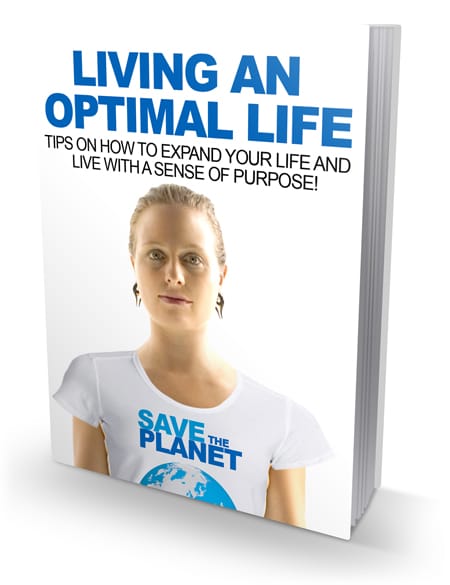 LIVING AN
OPTIMAL LIFE
TIPS ON HOW TO EXPAND YOUR LIFE AND
LIVE WITH A SENSE OF PURPOSE!
SAVE THE
PLANET